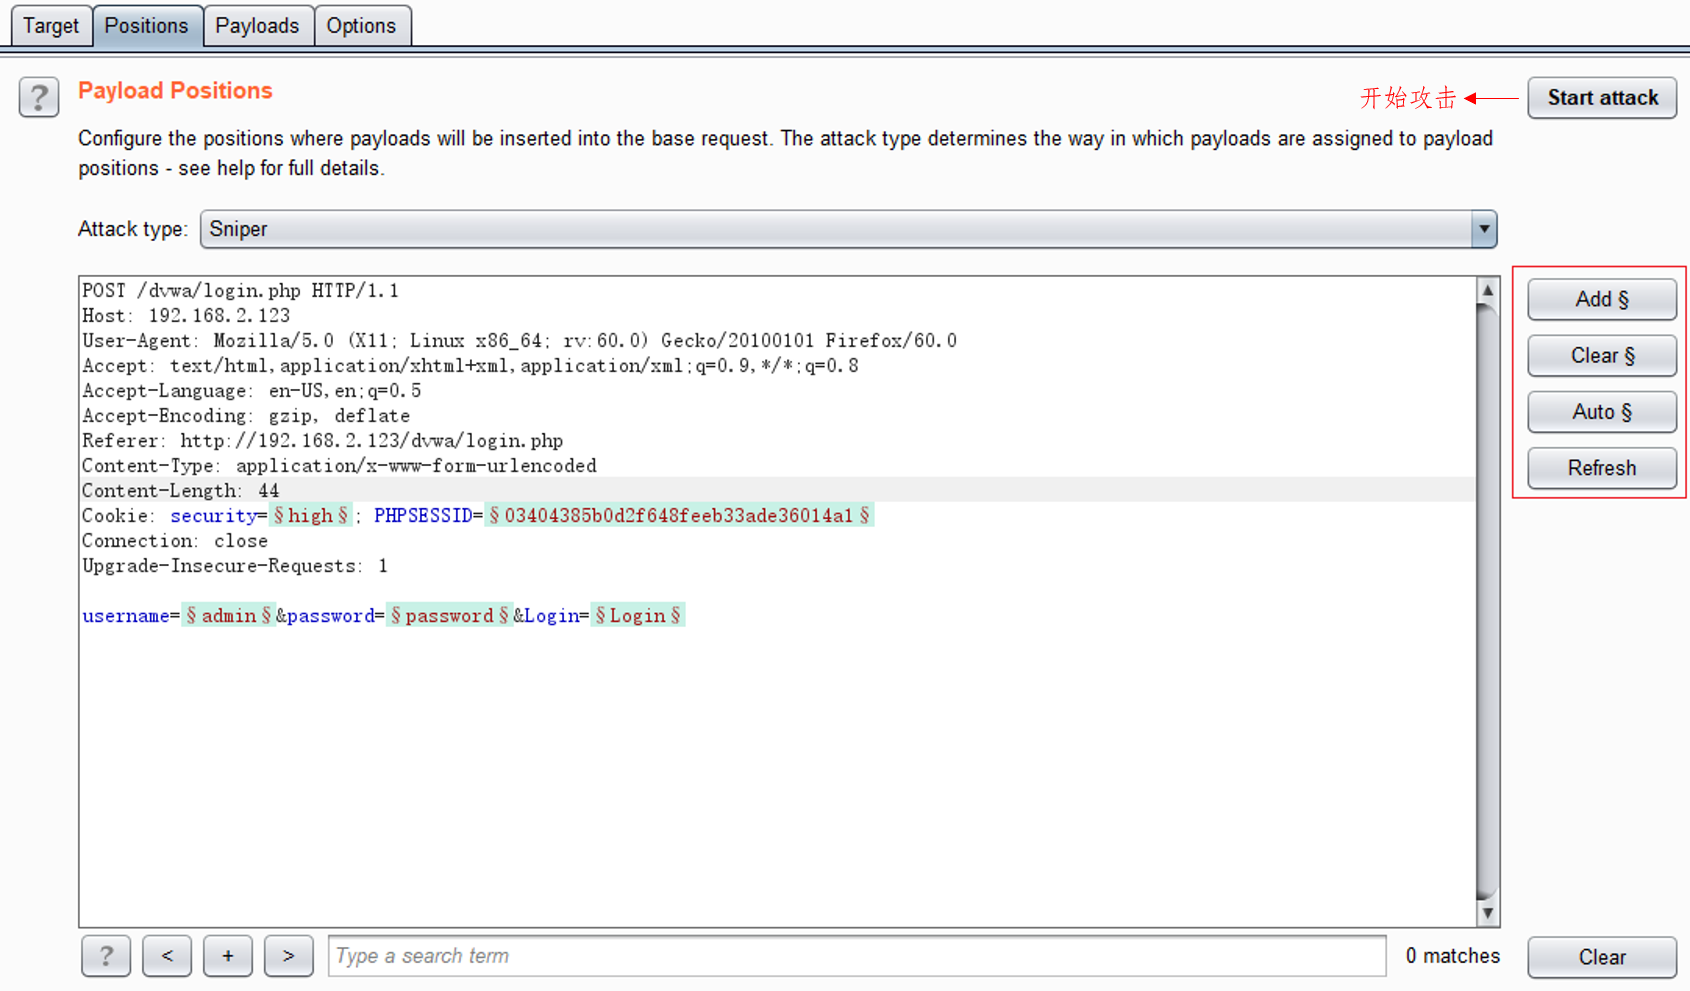 Target Positions Payloads Options
? Payload Positions
开始攻击 Start attack
Configure the positions where payloads will be inserted into the base request. The attack type determines the way in which payloads are assigned to payload
positions - see help for full details.
Attack type: Sniper
POST /dvwa/login.php HTTP/1.1
Host: 192.168.2.123
User-Agent: Mozilla/5.0 (X11; Linux x86_64; rv:60.0) Gecko/20100101 Firefox/60.0
Accept: text/html,application/xhtml+xml,application/xml;q=0.9,*/*;q=0.8
Accept-Language: en-US,en;q=0.5
Accept-Encoding: gzip, deflate
Referer: http://192.168.2.123/dvwa/login.php
Content-Type: application/x-www-form-urlencoded
Content-Length: 44
Cookie: security=§high§; PHPSESSID=§03404385b0d2f648feeb33ade36014a1§
Connection: close
Upgrade-Insecure-Requests: 1
username=§admin§&password=§password§&Login=§Login§
Add §
Clear §
Auto §
Refresh
? < + > Type a search term 0 matches Clear